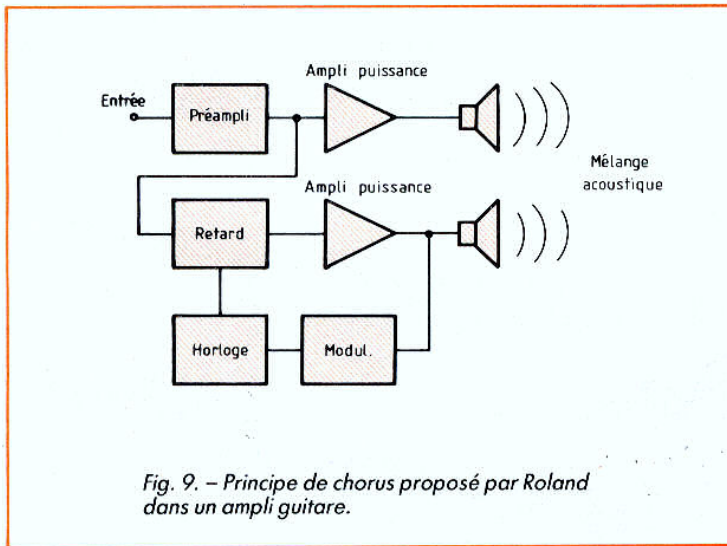 Ampli puissance
Entrée
Préampli
Mélange
acoustique
Ampli puissance
Retard
Horloge
Modul.
Fig. 9. – Principe de chorus proposé par Roland
dans un ampli guitare.